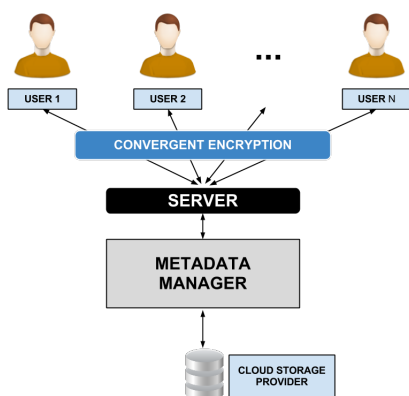 ...
USER 1
USER 2
USER N
CONVERGENT ENCRYPTION
SERVER
METADATA
MANAGER
CLOUD STORAGE
PROVIDER